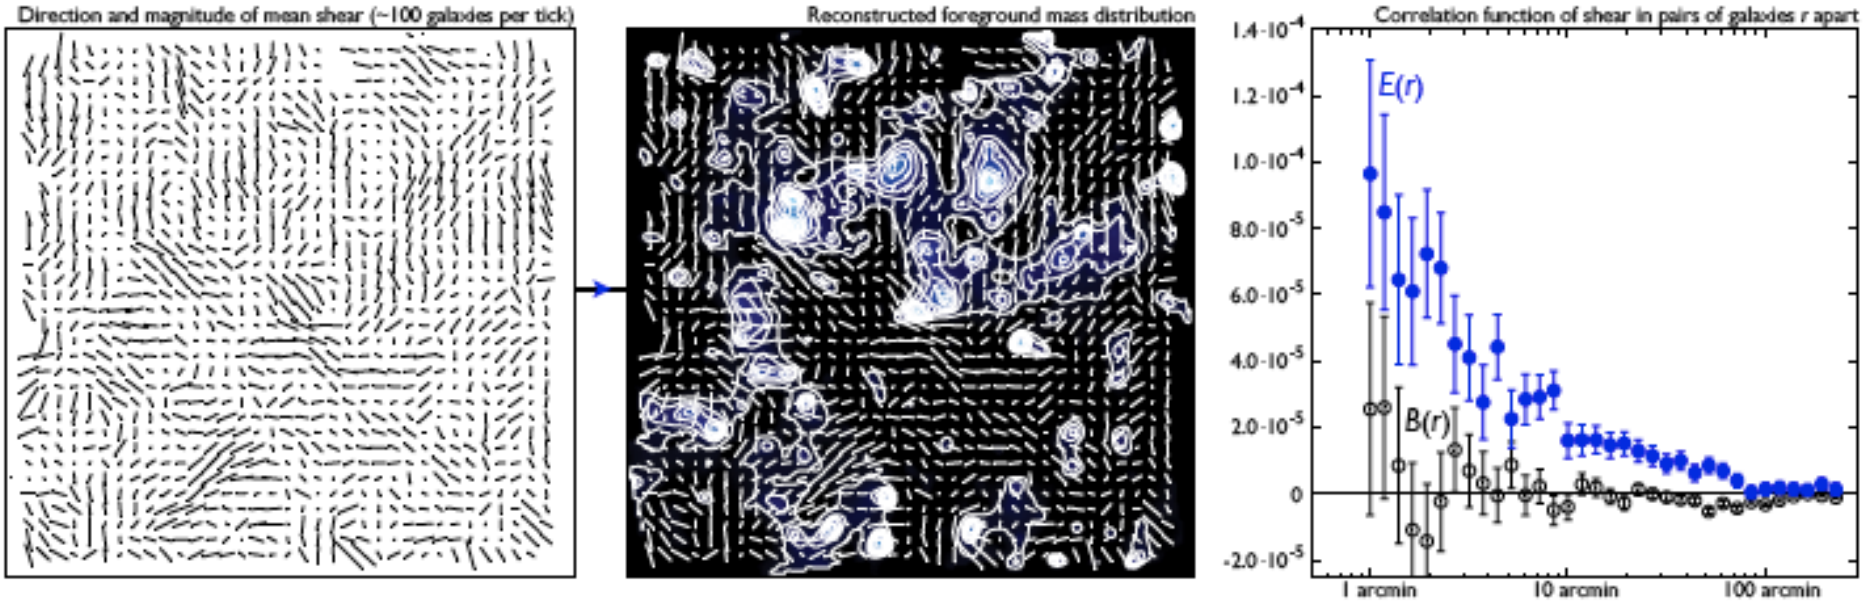 Direction and magnitude of mean shear (~100 galaxies per tick)
Reconstructed foreground mass distribution
Correlation function of shear in pairs of galaxies r apart
1.4·10⁻⁴
1.2·10⁻⁴
1.0·10⁻⁴
8.0·10⁻⁵
6.0·10⁻⁵
4.0·10⁻⁵
2.0·10⁻⁵
0
-2.0·10⁻⁵
E(r)
B(r)
1 arcmin 10 arcmin 100 arcmin